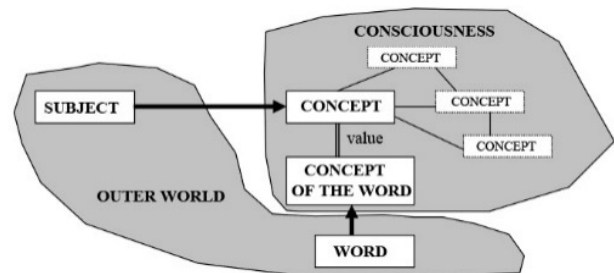 CONSCIOUSNESS
CONCEPT
SUBJECT
CONCEPT
CONCEPT
value
CONCEPT
CONCEPT
OF THE WORD
OUTER WORLD
WORD